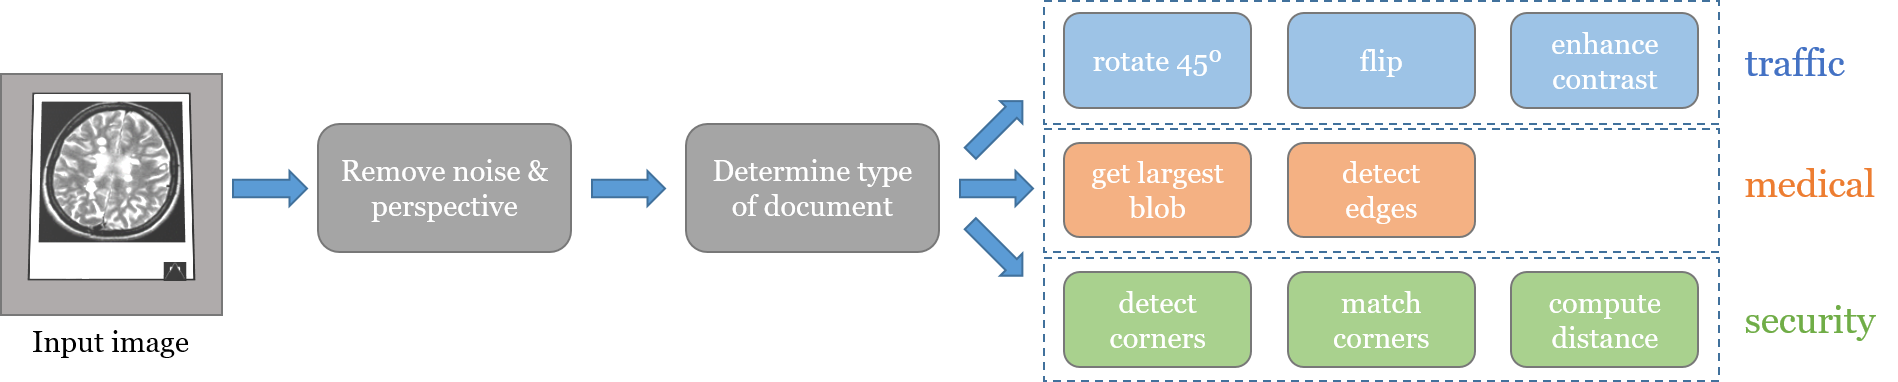 Input image
Remove noise &
perspective
Determine type
of document
rotate 45º
flip
enhance
contrast
traffic
get largest
blob
detect
edges
medical
detect
corners
match
corners
compute
distance
security